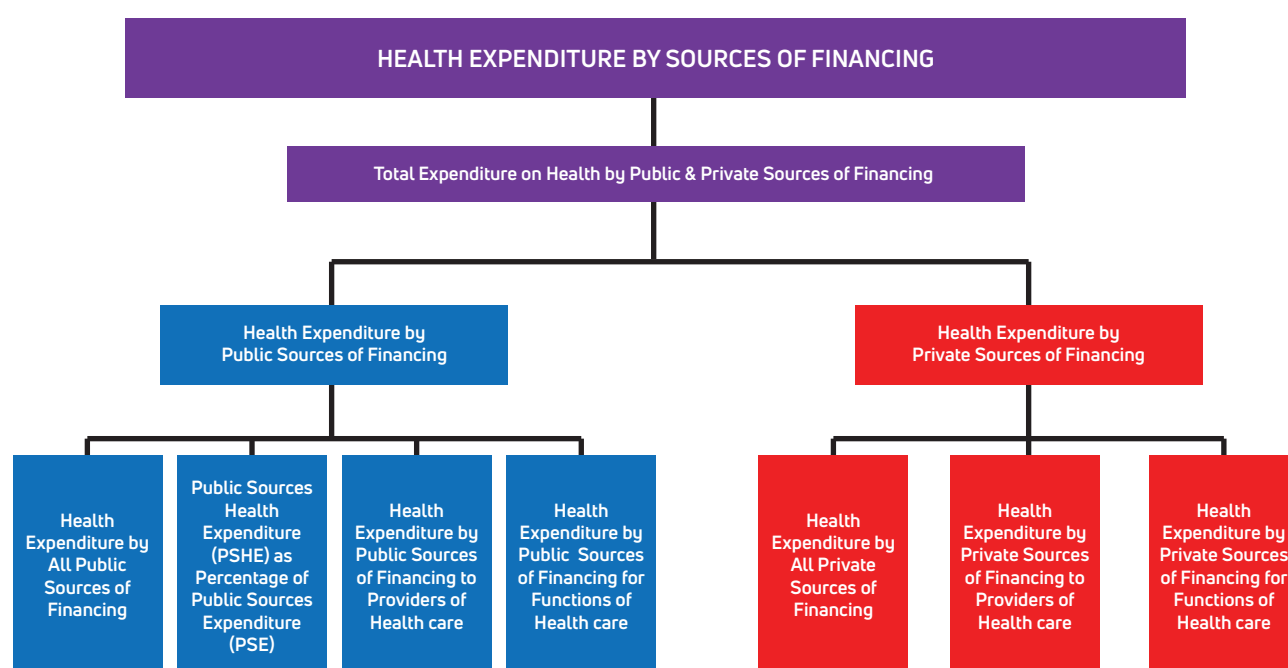 HEALTH EXPENDITURE BY SOURCES OF FINANCING
Total Expenditure on Health by Public & Private Sources of Financing
Health Expenditure by
Public Sources of Financing
Health Expenditure by
Private Sources of Financing
Health
Expenditure by
All Public
Sources of
Financing
Public Sources
Health
Expenditure
(PSHE) as
Percentage of
Public Sources
Expenditure
(PSE)
Health
Expenditure by
Public Sources
of Financing to
Providers of
Health care
Health
Expenditure by
Public Sources
of Financing for
Functions of
Health care
Health
Expenditure by
All Private
Sources of
Financing
Health
Expenditure by
Private Sources
of Financing to
Providers of
Health care
Health
Expenditure by
Private Sources
of Financing for
Functions of
Health care